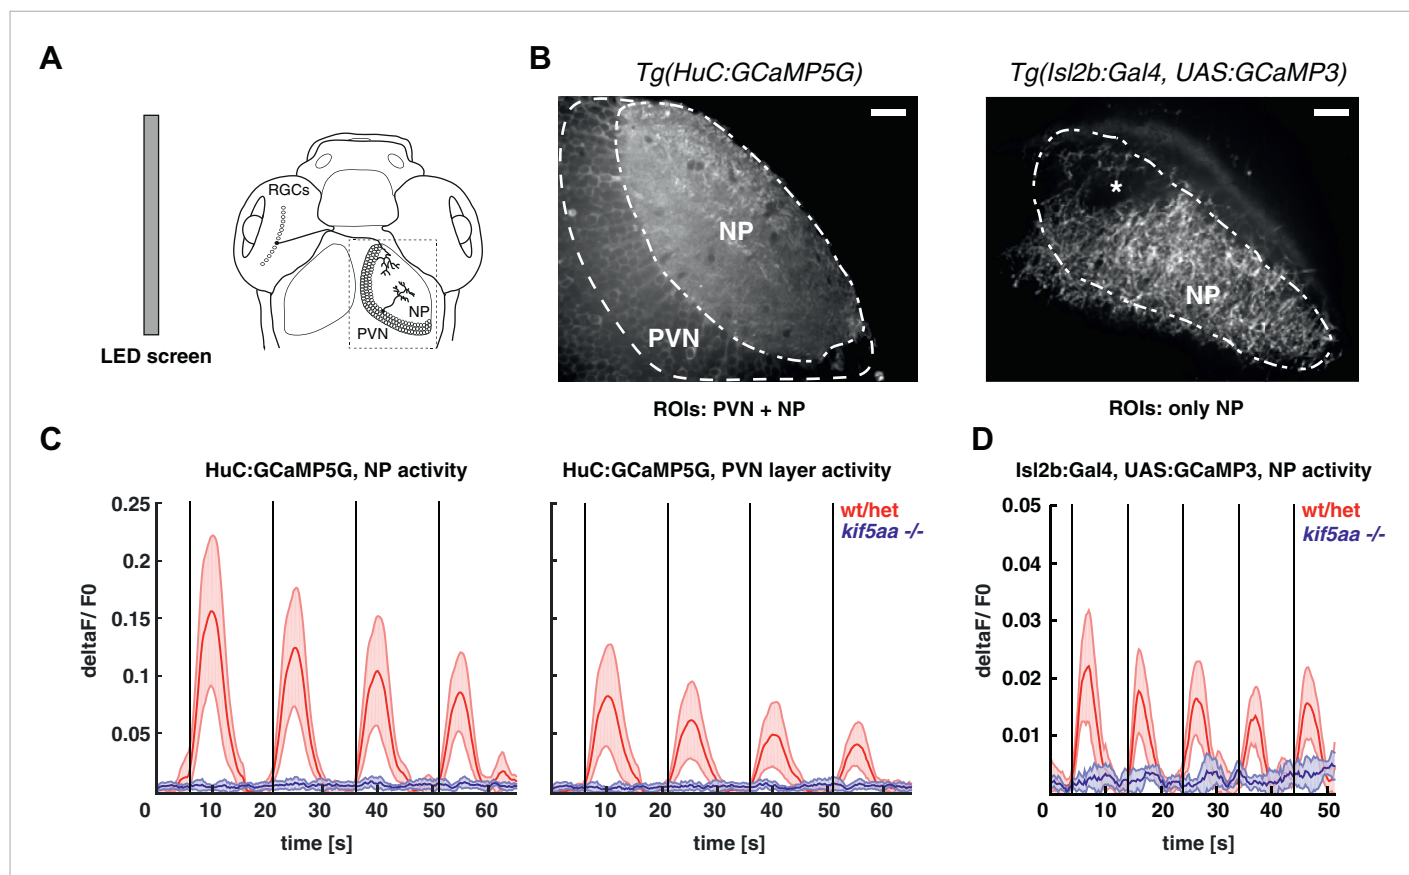 A
RGCs
NP
PVN
LED screen
B
Tg(HuC:GCaMP5G)
NP
PVN
ROIs: PVN + NP
Tg(Isl2b:Gal4, UAS:GCaMP3)
*
NP
ROIs: only NP
C
HuC:GCaMP5G, NP activity
deltaF/ F0
0.25
0.2
0.15
0.1
0.05
0 10 20 30 40 50 60
time [s]
HuC:GCaMP5G, PVN layer activity
wt/het
kif5aa -/-
0 10 20 30 40 50 60
time [s]
D
Isl2b:Gal4, UAS:GCaMP3, NP activity
wt/het
kif5aa -/-
deltaF/ F0
0.05
0.04
0.03
0.02
0.01
0 10 20 30 40 50
time [s]